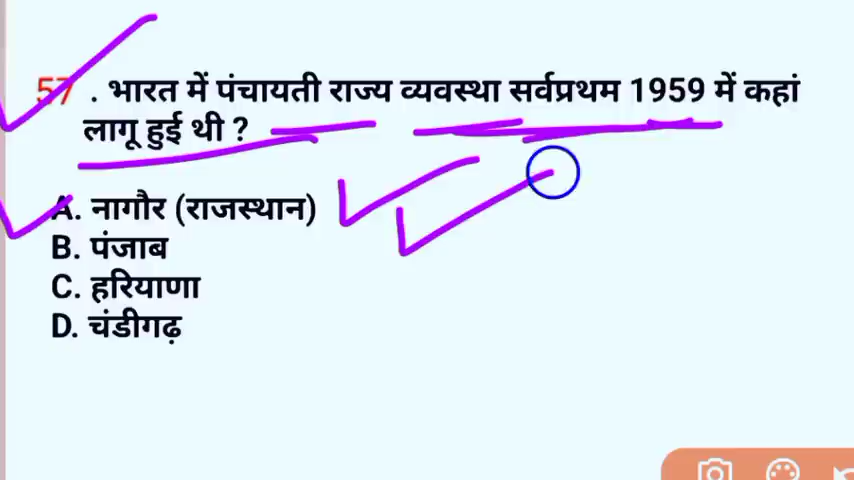 57 . भारत में पंचायती राज्य व्यवस्था सर्वप्रथम 1959 में कहां
लागू हुई थी ?
A. नागौर (राजस्थान)
B. पंजाब
C. हरियाणा
D. चंडीगढ़